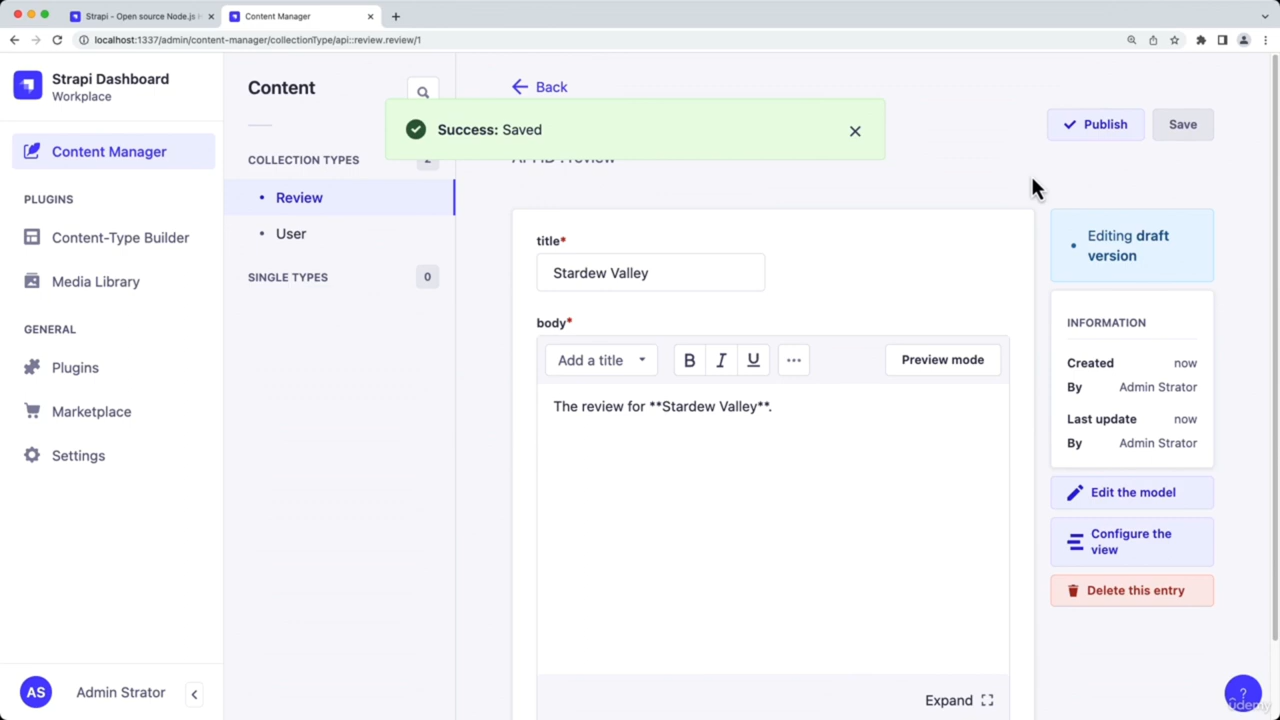 Strapi - Open source Node.js
Content Manager
localhost:1337/admin/content-manager/collectionType/api::review.review/1
Strapi Dashboard
Workplace
Content Manager
PLUGINS
Content-Type Builder
Media Library
GENERAL
Plugins
Marketplace
Settings
AS
Admin Strator
Content
COLLECTION TYPES
2
Review
User
SINGLE TYPES
0
Back
Success: Saved
Publish
Save
title*
Stardew Valley
body*
Add a title
B I U
Preview mode
The review for **Stardew Valley**.
Expand
Editing draft
version
INFORMATION
Created now
By Admin Strator
Last update now
By Admin Strator
Edit the model
Configure the
view
Delete this entry
?
ûdemy